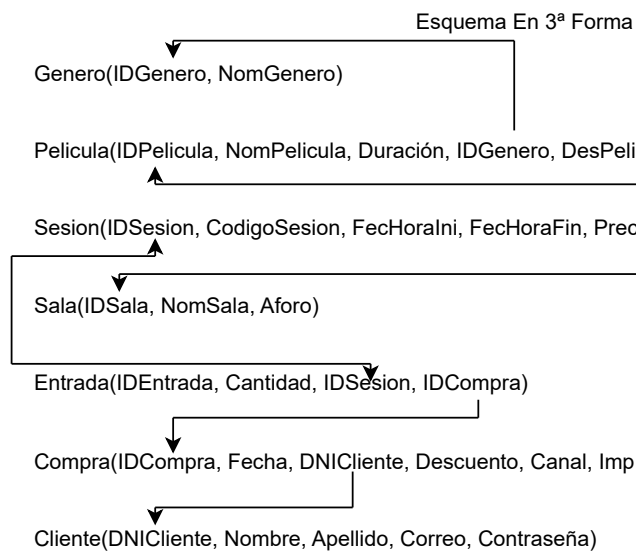 Esquema En 3ª Forma
Genero(IDGenero, NomGenero)
Pelicula(IDPelicula, NomPelicula, Duración, IDGenero, DesPeli
Sesion(IDSesion, CodigoSesion, FecHoraIni, FecHoraFin, Prec
Sala(IDSala, NomSala, Aforo)
Entrada(IDEntrada, Cantidad, IDSesion, IDCompra)
Compra(IDCompra, Fecha, DNICliente, Descuento, Canal, Imp
Cliente(DNICliente, Nombre, Apellido, Correo, Contraseña)